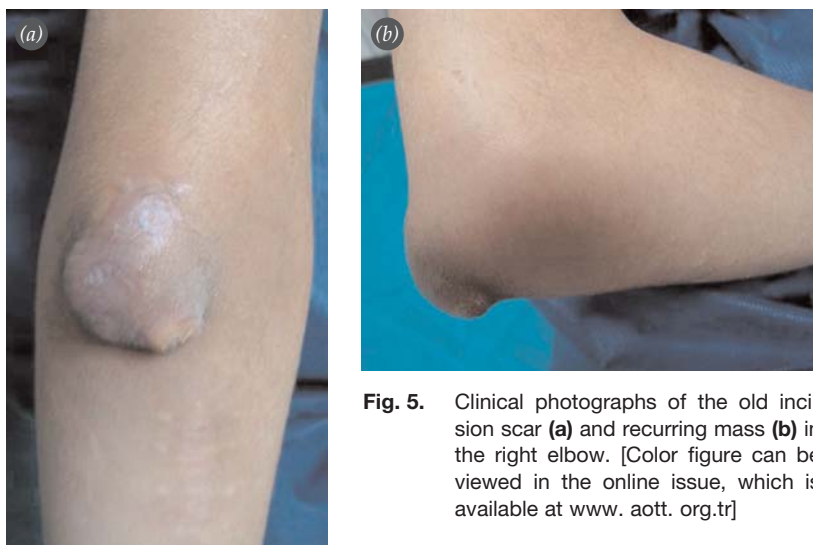 (a)
(b)
Fig. 5. Clinical photographs of the old inci
sion scar (a) and recurring mass (b) in
the right elbow. [Color figure can be
viewed in the online issue, which is
available at www. aott. org.tr]